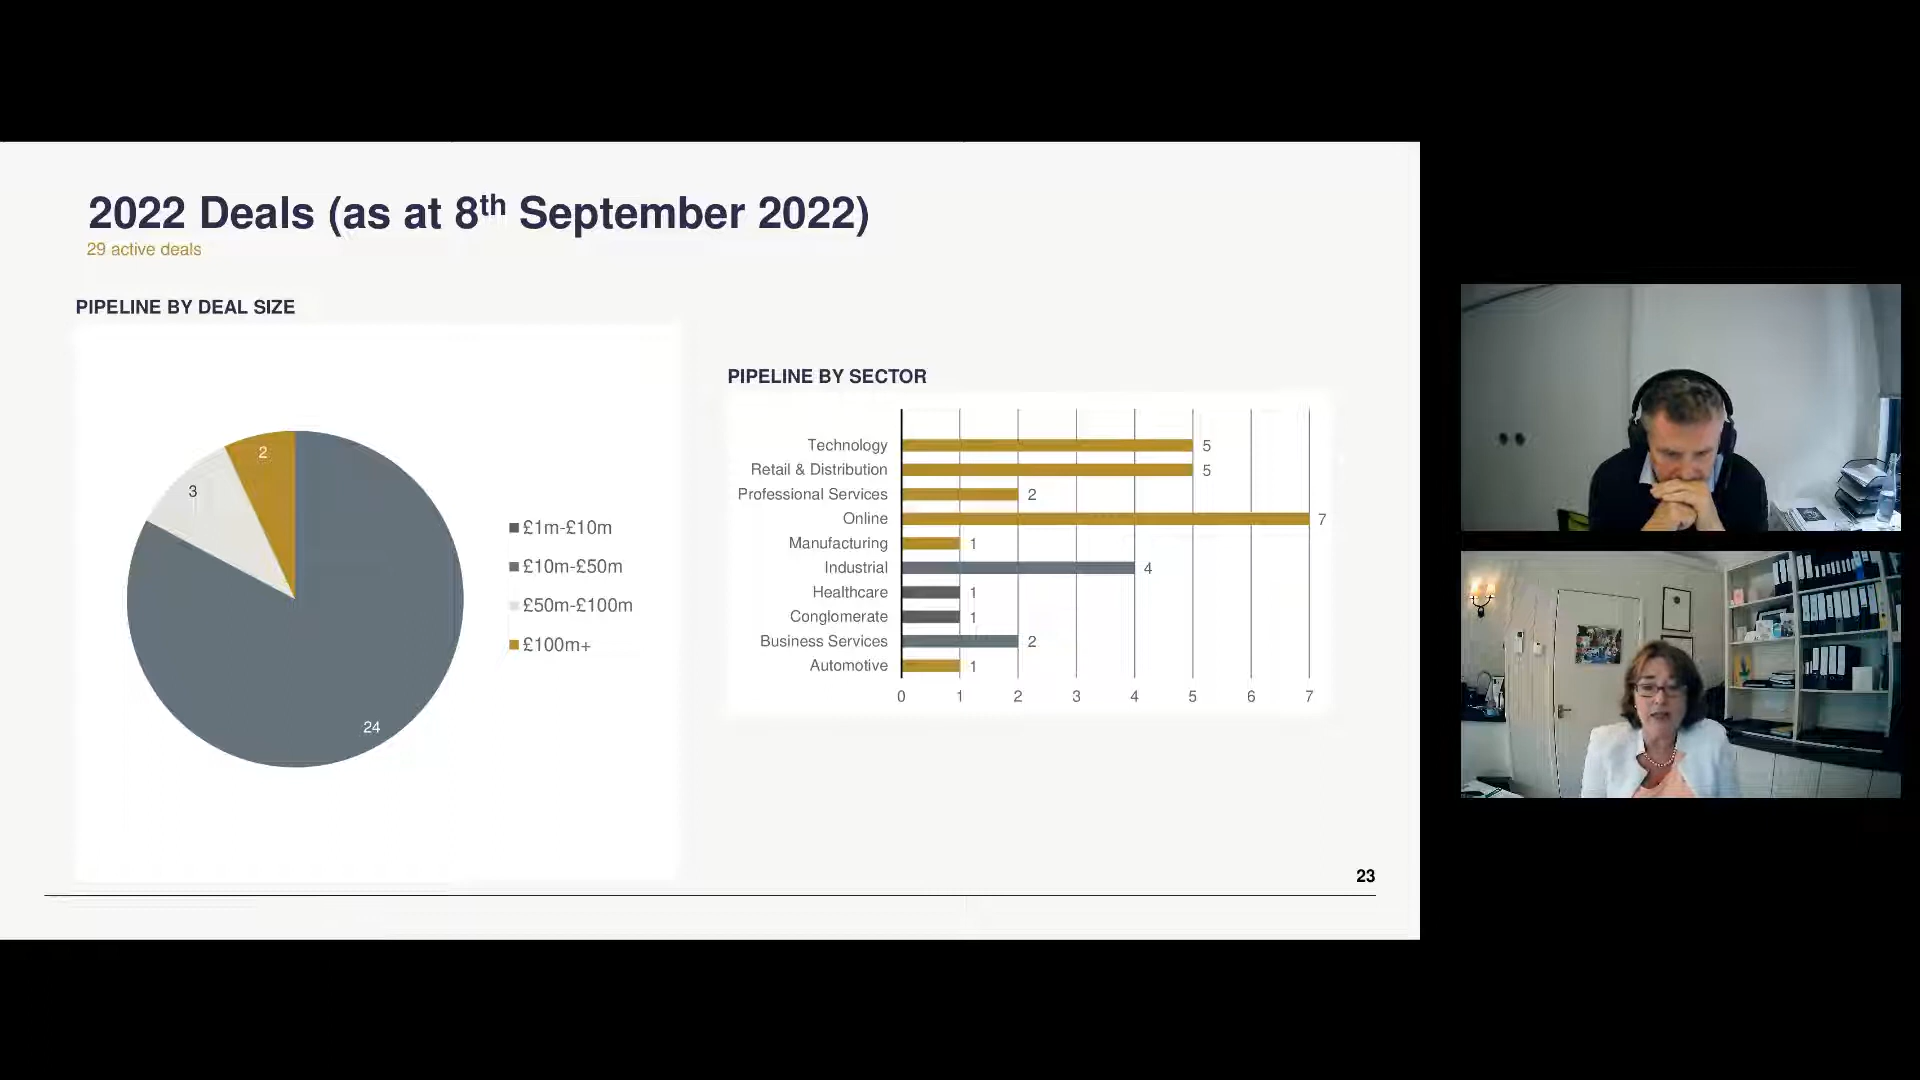 2022 Deals (as at 8th September 2022)
29 active deals
PIPELINE BY DEAL SIZE
2
3
24
£1m-£10m
£10m-£50m
£50m-£100m
£100m+
PIPELINE BY SECTOR
Technology 5
Retail & Distribution 5
Professional Services 2
Online 7
Manufacturing 1
Industrial 4
Healthcare 1
Conglomerate 1
Business Services 2
Automotive 1
0 1 2 3 4 5 6 7
23